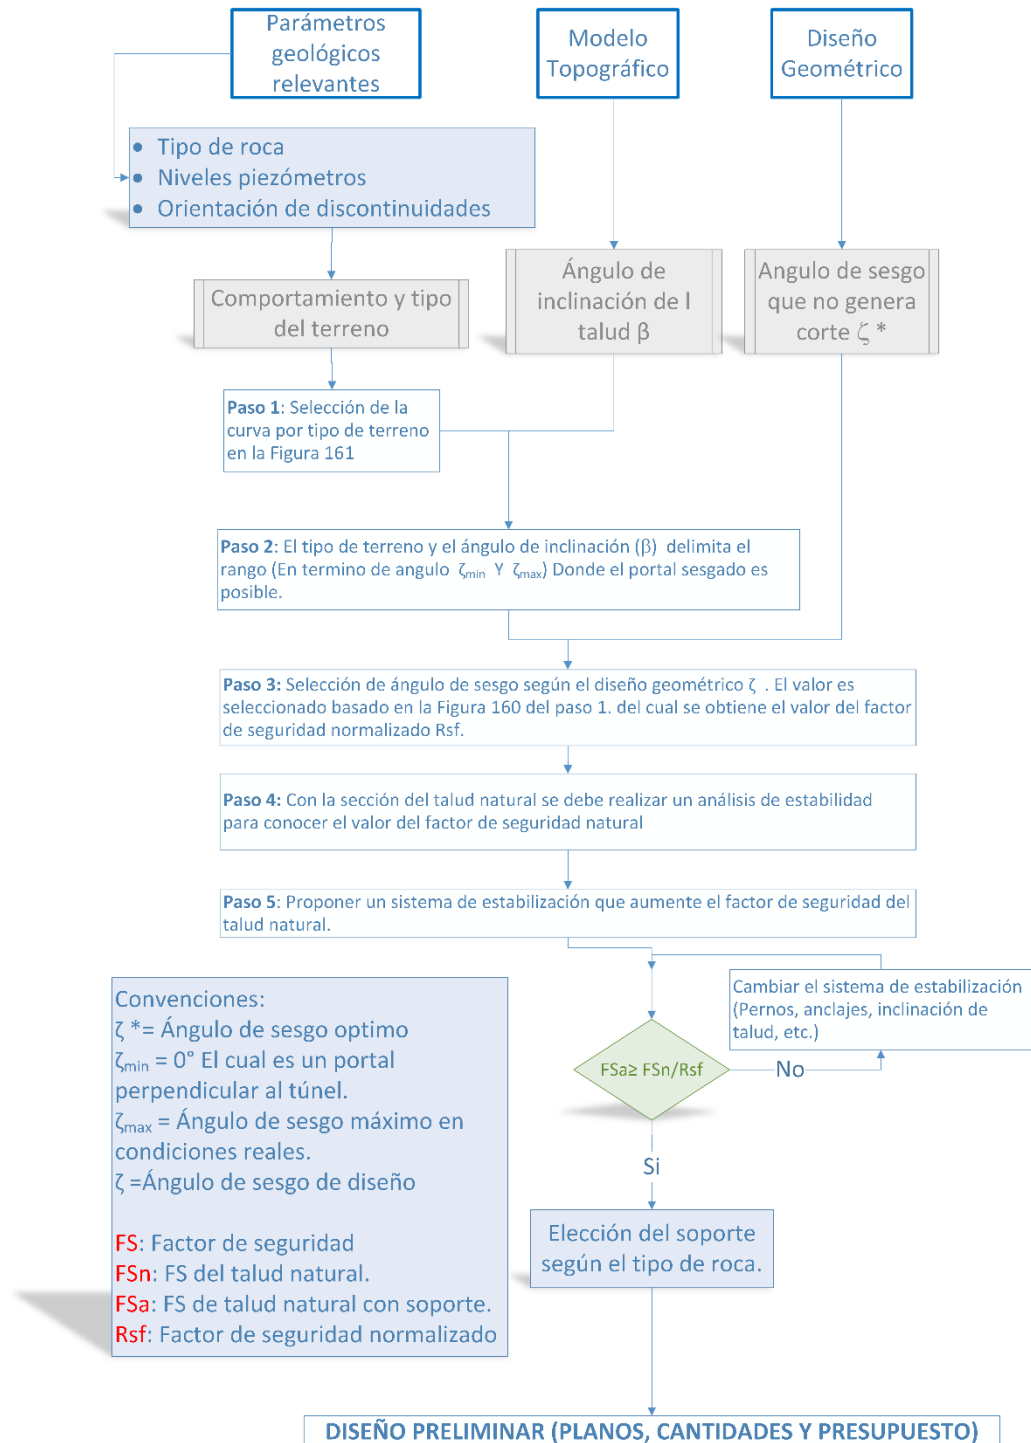 Parámetros
geológicos
relevantes
Modelo
Topográfico
Diseño
Geométrico
• Tipo de roca
• Niveles piezómetros
• Orientación de discontinuidades
Comportamiento y tipo
del terreno
Ángulo de
inclinación de l
talud β
Angulo de sesgo
que no genera
corte ζ *
Paso 1: Selección de la
curva por tipo de terreno
en la Figura 161
Paso 2: El tipo de terreno y el ángulo de inclinación (β) delimita el
rango (En termino de angulo ζmin Y ζmax) Donde el portal sesgado es
posible.
Paso 3: Selección de ángulo de sesgo según el diseño geométrico ζ . El valor es
seleccionado basado en la Figura 160 del paso 1. del cual se obtiene el valor del factor
de seguridad normalizado Rsf.
Paso 4: Con la sección del talud natural se debe realizar un análisis de estabilidad
para conocer el valor del factor de seguridad natural
Paso 5: Proponer un sistema de estabilización que aumente el factor de seguridad del
talud natural.
Cambiar el sistema de estabilización
(Pernos, anclajes, inclinación de
talud, etc.)
FSa≥ FSn/Rsf
No
Si
Elección del soporte
según el tipo de roca.
Convenciones:
ζ *= Ángulo de sesgo optimo
ζmin = 0° El cual es un portal
perpendicular al túnel.
ζmax = Ángulo de sesgo máximo en
condiciones reales.
ζ =Ángulo de sesgo de diseño
FS: Factor de seguridad
FSn: FS del talud natural.
FSa: FS de talud natural con soporte.
Rsf: Factor de seguridad normalizado
DISEÑO PRELIMINAR (PLANOS, CANTIDADES Y PRESUPUESTO)